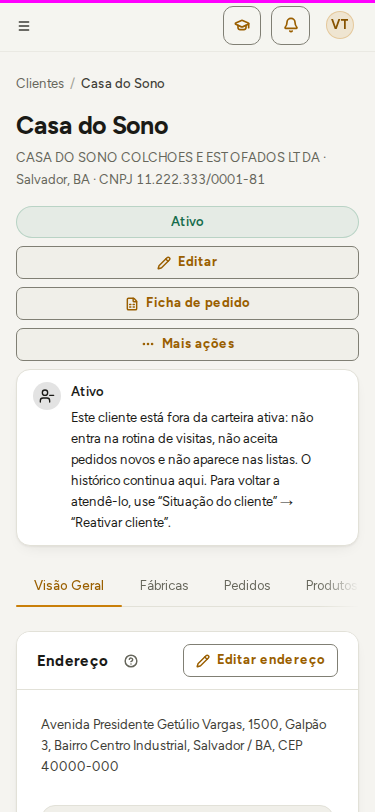 VT
Clientes / Casa do Sono
Casa do Sono
CASA DO SONO COLCHOES E ESTOFADOS LTDA ·
Salvador, BA · CNPJ 11.222.333/0001-81
Ativo
Editar
Ficha de pedido
Mais ações
Ativo
Este cliente está fora da carteira ativa: não
entra na rotina de visitas, não aceita
pedidos novos e não aparece nas listas. O
histórico continua aqui. Para voltar a
atendê-lo, use “Situação do cliente” →
“Reativar cliente”.
Visão Geral Fábricas Pedidos Produtos
Endereço ? Editar endereço
Avenida Presidente Getúlio Vargas, 1500, Galpão
3, Bairro Centro Industrial, Salvador / BA, CEP
40000-000